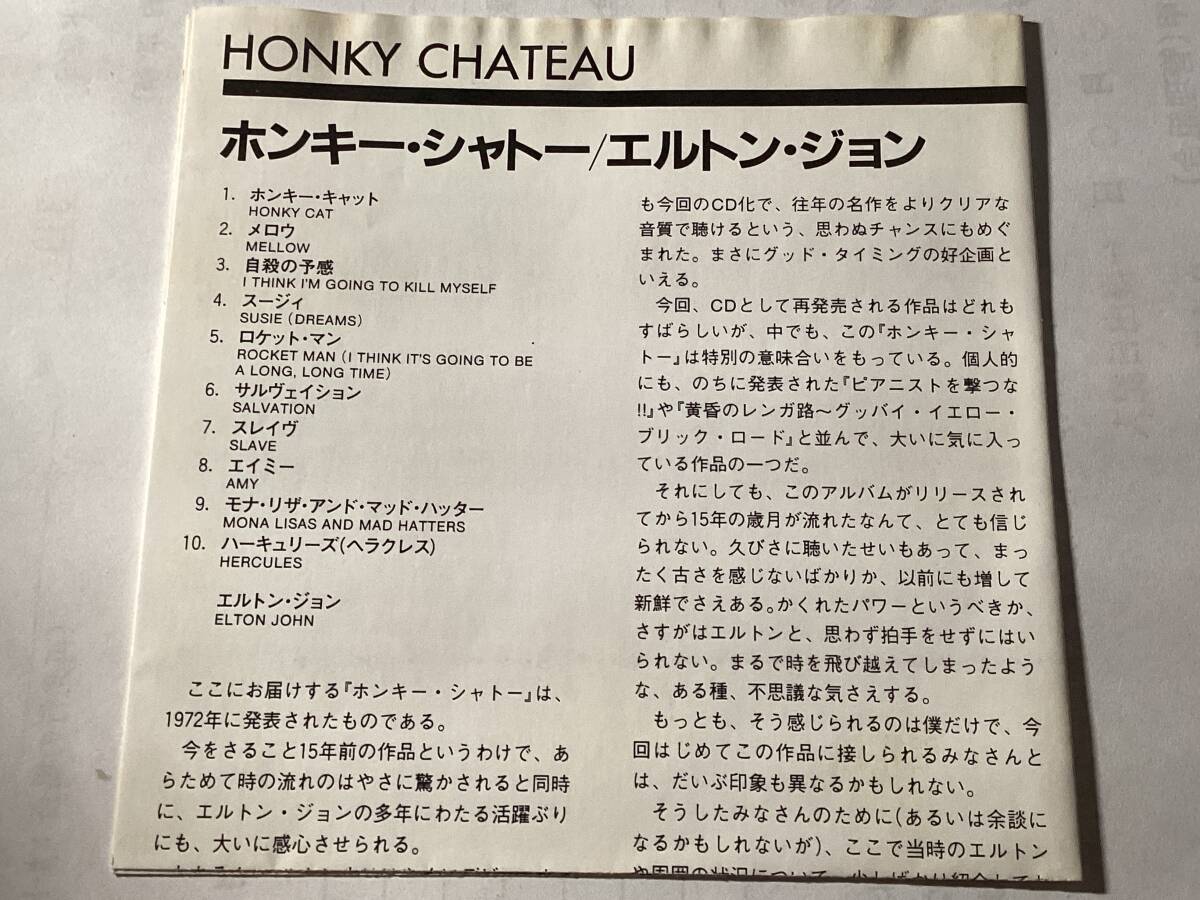 HONKY CHATEAU
ホンキー・シャトー/エルトン・ジョン
1. ホンキー・キャット
HONKY CAT
2. メロウ
MELLOW
3. 自殺の予感
I THINK I'M GOING TO KILL MYSELF
4. スージィ
SUSIE (DREAMS)
5. ロケット・マン
ROCKET MAN (I THINK IT'S GOING TO BE
A LONG, LONG TIME)
6. サルヴェイション
SALVATION
7. スレイヴ
SLAVE
8. エイミー
AMY
9. モナ・リザ・アンド・マッド・ハッター
MONA LISAS AND MAD HATTERS
10. ハーキュリーズ(ヘラクレス)
HERCULES
エルトン・ジョン
ELTON JOHN
ここにお届けする『ホンキー・シャトー』は、
1972年に発表されたものである。
今をさること15年前の作品というわけで、あ
らためて時の流れのはやさに驚かされると同時
に、エルトン・ジョンの多年にわたる活躍ぶり
にも、大いに感心させられる。
も今回のCD化で、往年の名作をよりクリアな
音質で聴けるという、思わぬチャンスにもめぐ
まれた。まさにグッド・タイミングの好企画と
いえる。
今回、CDとして再発売される作品はどれも
すばらしいが、中でも、この『ホンキー・シャ
トー』は特別の意味合いをもっている。個人的
にも、のちに発表された『ピアニストを撃つな
!!』や『黄昏のレンガ路〜グッバイ・イエロー・
ブリック・ロード』と並んで、大いに気に入っ
ている作品の一つだ。
それにしても、このアルバムがリリースされ
てから15年の歳月が流れたなんて、とても信じ
られない。久びさに聴いたせいもあって、まっ
たく古さを感じないばかりか、以前にも増して
新鮮でさえある。かくれたパワーというべきか、
さすがはエルトンと、思わず拍手をせずにはい
られない。まるで時を飛び越えてしまったよう
な、ある種、不思議な気さえする。
もっとも、そう感じられるのは僕だけで、今
回はじめてこの作品に接しられるみなさんと
は、だいぶ印象も異なるかもしれない。
そうしたみなさんのために(あるいは余談に
なるかもしれないが)、ここで当時のエルトン
や周囲の状況について、少しばかり紹介してお